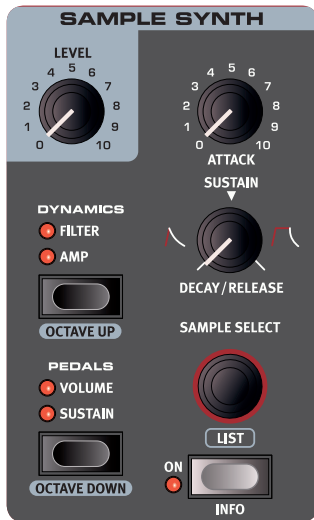 SAMPLE SYNTH
LEVEL
0 1 2 3 4 5 6 7 8 9 10
0 1 2 3 4 5 6 7 8 9 10
ATTACK
SUSTAIN
DECAY/RELEASE
DYNAMICS
FILTER
AMP
OCTAVE UP
SAMPLE SELECT
LIST
PEDALS
VOLUME
SUSTAIN
OCTAVE DOWN
ON
INFO